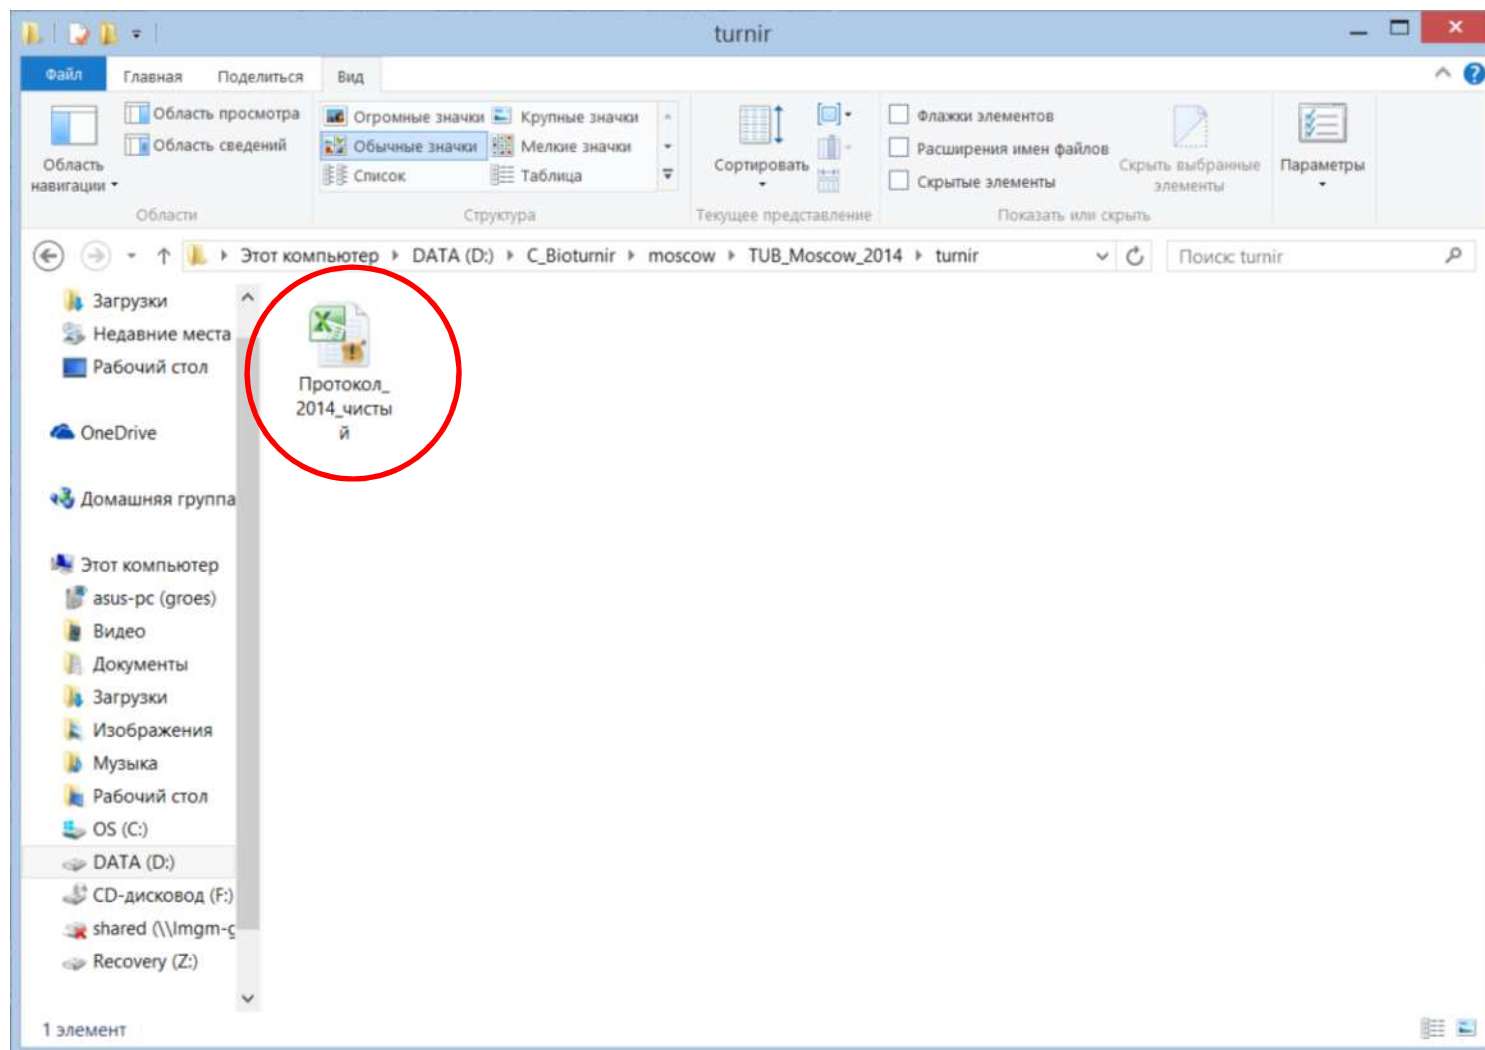 turnir
Файл Главная Поделиться Вид
Область навигации
Область просмотра
Область сведений
Области
Огромные значки Крупные значки
Обычные значки Мелкие значки
Список Таблица
Структура
Сортировать
Текущее представление
Флажки элементов
Расширения имен файлов
Скрытые элементы
Скрыть выбранные
элементы
Показать или скрыть
Параметры
Этот компьютер DATA (D:) C_Bioturnir moscow TUB_Moscow_2014 turnir
Поиск: turnir
Загрузки
Недавние места
Рабочий стол
OneDrive
Домашняя группа
Этот компьютер
asus-pc (groes)
Видео
Документы
Загрузки
Изображения
Музыка
Рабочий стол
OS (C:)
DATA (D:)
CD-дисковод (F:)
shared (\\lmgm-g
Recovery (Z:)
Протокол_
2014_чисты
й
1 элемент